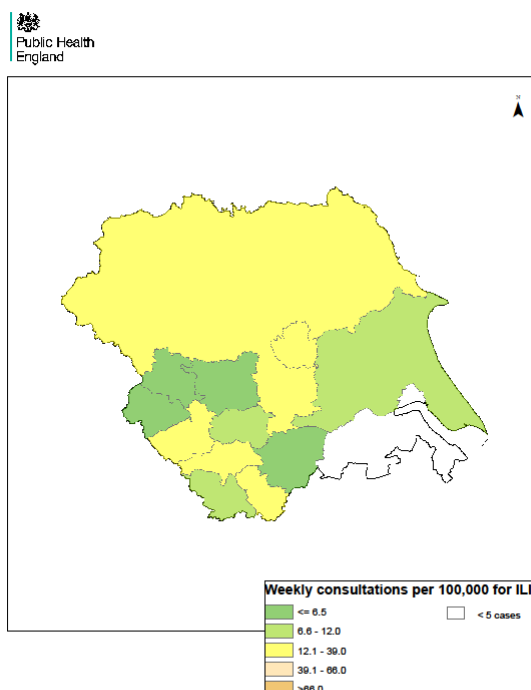 Public Health
England
N
Weekly consultations per 100,000 for ILI
<= 6.5
< 5 cases
6.6 - 12.0
12.1 - 39.0
39.1 - 66.0
>66.0